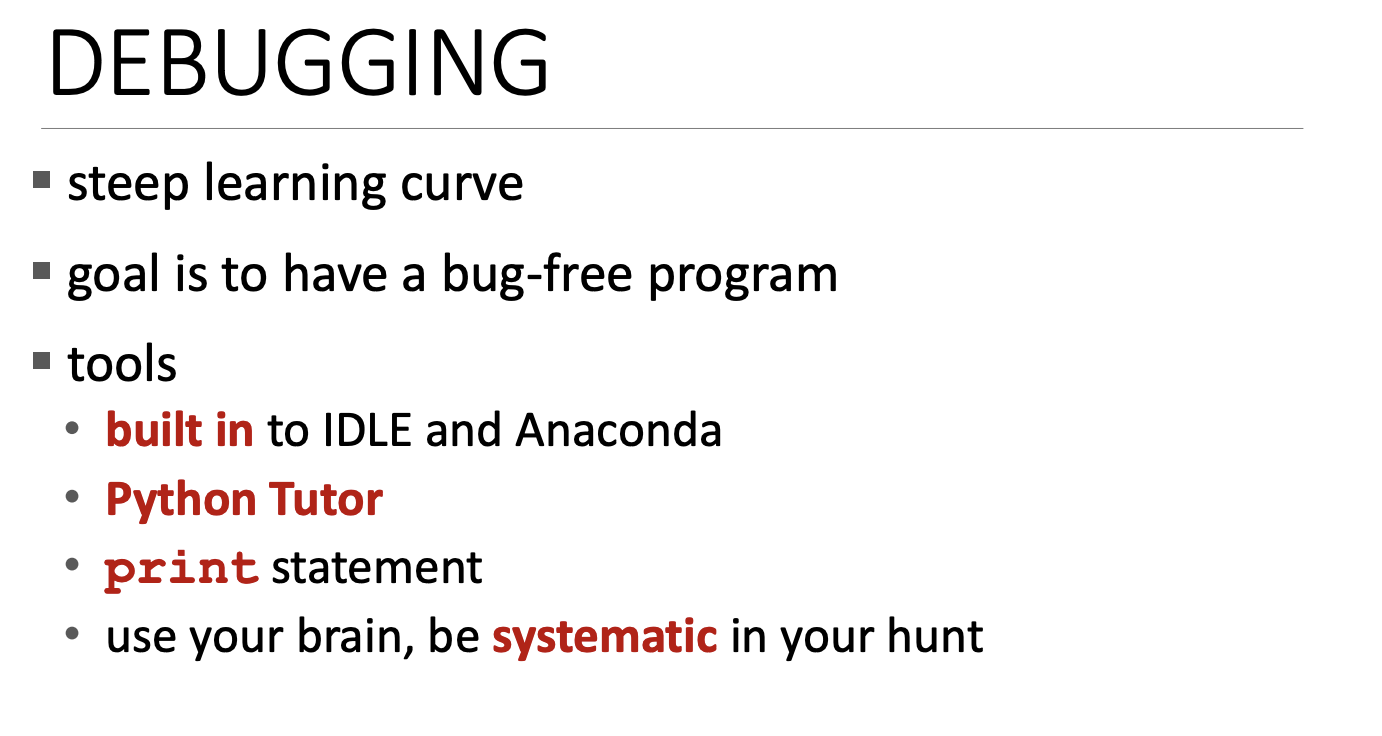 DEBUGGING
▪ steep learning curve
▪ goal is to have a bug-free program
▪ tools
• built in to IDLE and Anaconda
• Python Tutor
• print statement
• use your brain, be systematic in your hunt